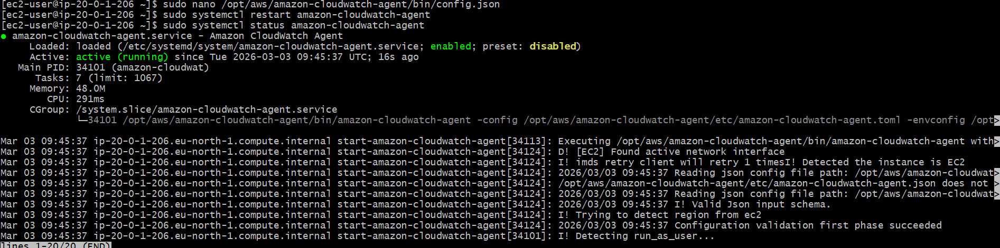 [ec2-user@ip-20-0-1-206 ~]$ sudo nano /opt/aws/amazon-cloudwatch-agent/bin/config.json
[ec2-user@ip-20-0-1-206 ~]$ sudo systemctl restart amazon-cloudwatch-agent
[ec2-user@ip-20-0-1-206 ~]$ sudo systemctl status amazon-cloudwatch-agent
● amazon-cloudwatch-agent.service - Amazon CloudWatch Agent
     Loaded: loaded (/etc/systemd/system/amazon-cloudwatch-agent.service; enabled; preset: disabled)
     Active: active (running) since Tue 2026-03-03 09:45:37 UTC; 16s ago
   Main PID: 34101 (amazon-cloudwat)
      Tasks: 7 (limit: 1067)
     Memory: 48.0M
        CPU: 291ms
     CGroup: /system.slice/amazon-cloudwatch-agent.service
             └─34101 /opt/aws/amazon-cloudwatch-agent/bin/amazon-cloudwatch-agent -config /opt/aws/amazon-cloudwatch-agent/etc/amazon-cloudwatch-agent.toml -envconfig /opt>
Mar 03 09:45:37 ip-20-0-1-206.eu-north-1.compute.internal start-amazon-cloudwatch-agent[34113]: Executing /opt/aws/amazon-cloudwatch-agent/bin/amazon-cloudwatch-agent with>
Mar 03 09:45:37 ip-20-0-1-206.eu-north-1.compute.internal start-amazon-cloudwatch-agent[34124]: D! [EC2] Found active network interface
Mar 03 09:45:37 ip-20-0-1-206.eu-north-1.compute.internal start-amazon-cloudwatch-agent[34124]: I! imds retry client will retry 1 timesI! Detected the instance is EC2
Mar 03 09:45:37 ip-20-0-1-206.eu-north-1.compute.internal start-amazon-cloudwatch-agent[34124]: 2026/03/03 09:45:37 Reading json config file path: /opt/aws/amazon-cloudwat>
Mar 03 09:45:37 ip-20-0-1-206.eu-north-1.compute.internal start-amazon-cloudwatch-agent[34124]: /opt/aws/amazon-cloudwatch-agent/etc/amazon-cloudwatch-agent.json does not >
Mar 03 09:45:37 ip-20-0-1-206.eu-north-1.compute.internal start-amazon-cloudwatch-agent[34124]: 2026/03/03 09:45:37 Reading json config file path: /opt/aws/amazon-cloudwat>
Mar 03 09:45:37 ip-20-0-1-206.eu-north-1.compute.internal start-amazon-cloudwatch-agent[34124]: 2026/03/03 09:45:37 I! Valid Json input schema.
Mar 03 09:45:37 ip-20-0-1-206.eu-north-1.compute.internal start-amazon-cloudwatch-agent[34124]: I! Trying to detect region from ec2
Mar 03 09:45:37 ip-20-0-1-206.eu-north-1.compute.internal start-amazon-cloudwatch-agent[34124]: 2026/03/03 09:45:37 Configuration validation first phase succeeded
Mar 03 09:45:37 ip-20-0-1-206.eu-north-1.compute.internal start-amazon-cloudwatch-agent[34101]: I! Detecting run_as_user...
lines 1-20/20 (END)